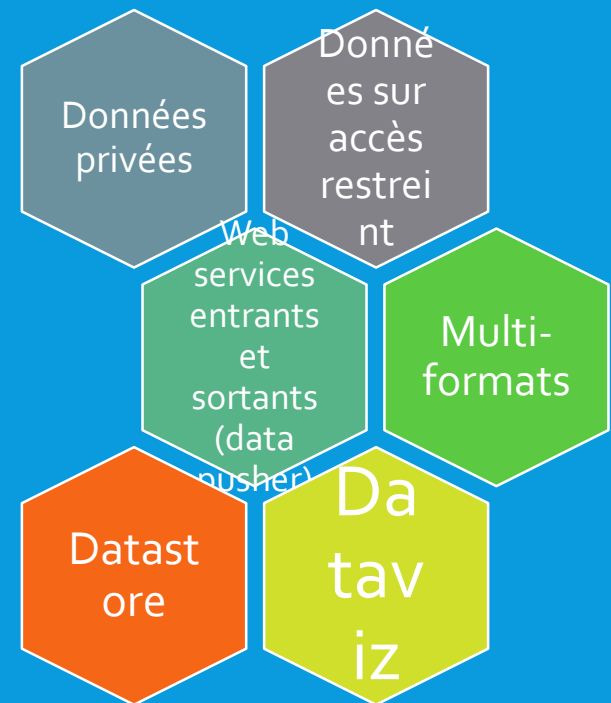 Données
privées
Donné
es sur
accès
restrei
nt
Web
services
entrants
et
sortants
(data
pusher)
Multi-
formats
Datast
ore
Da
tav
iz